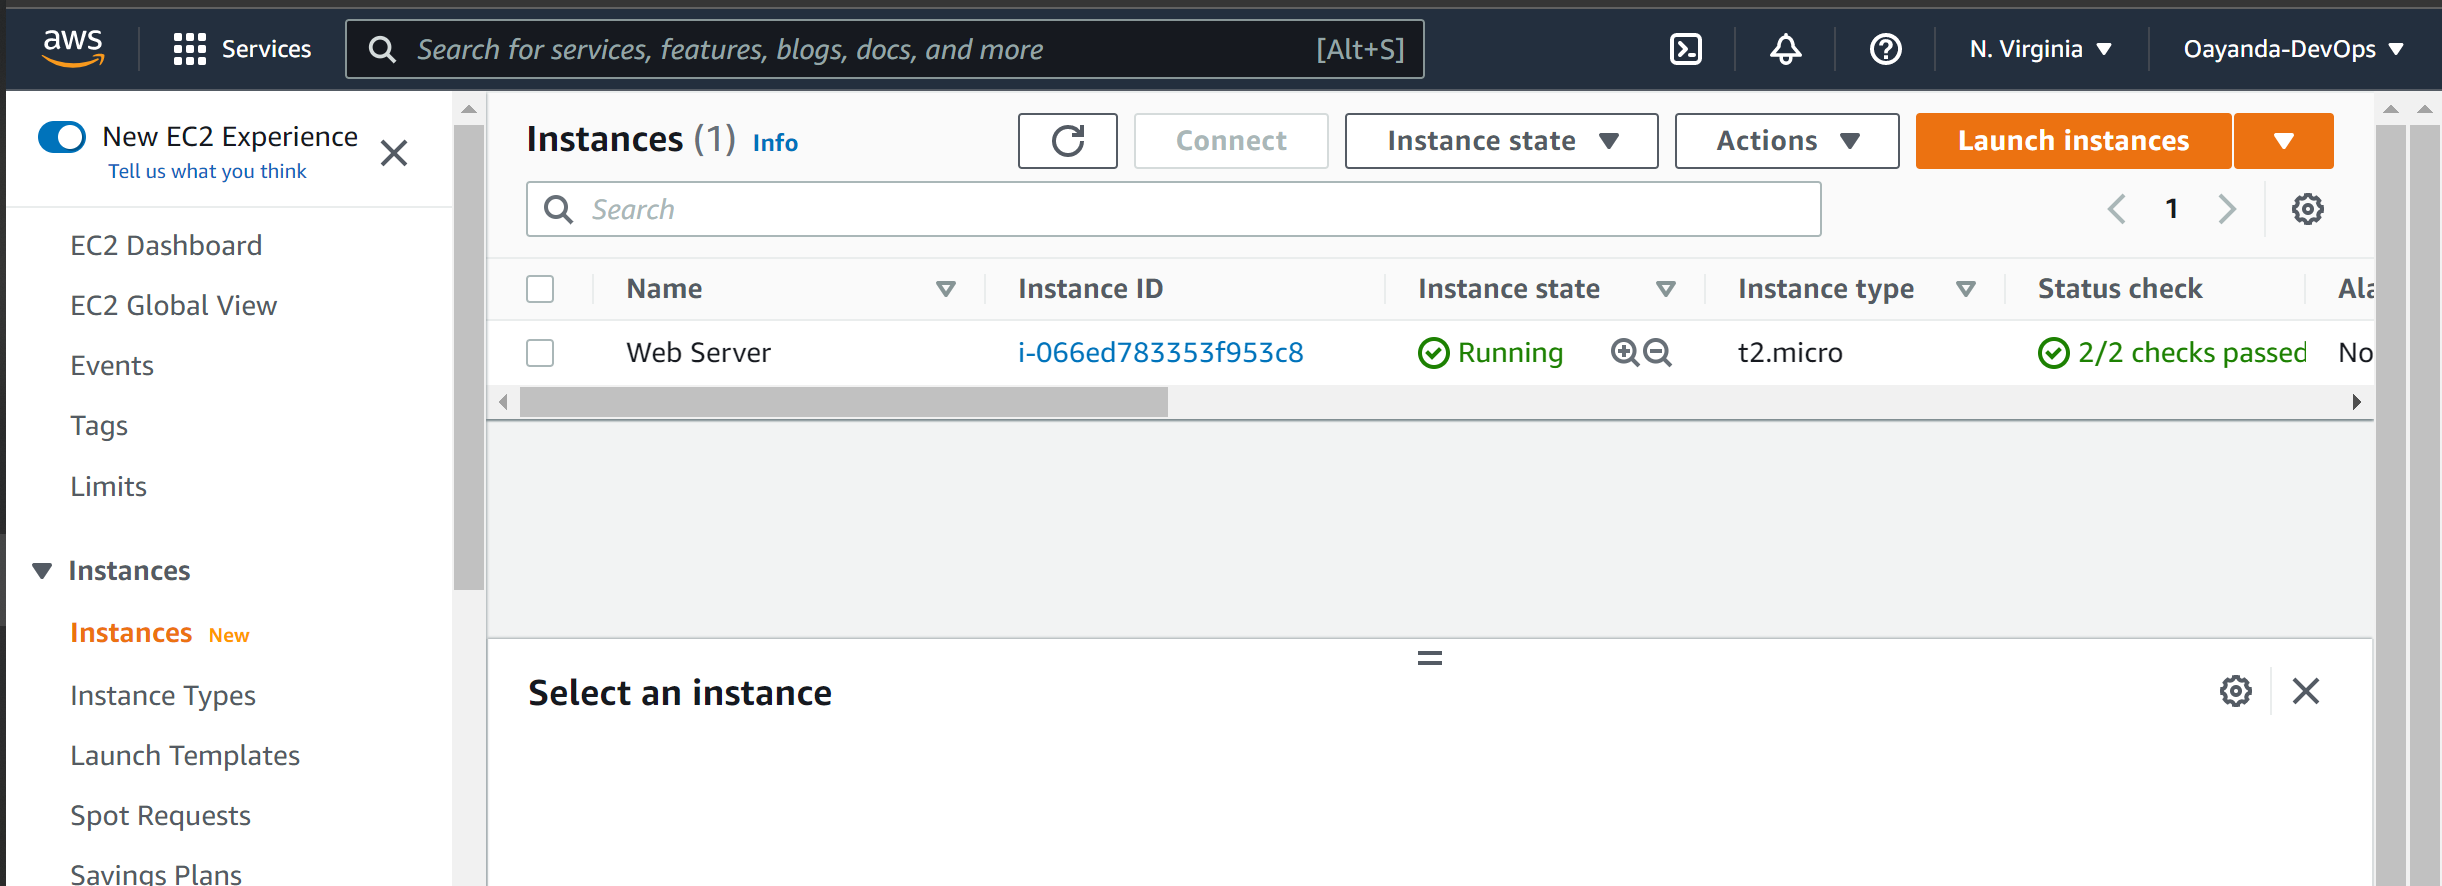 aws
Services
Search for services, features, blogs, docs, and more [Alt+S]
N. Virginia
Oayanda-DevOps
New EC2 Experience
Tell us what you think
EC2 Dashboard
EC2 Global View
Events
Tags
Limits
Instances
Instances New
Instance Types
Launch Templates
Spot Requests
Savings Plans
Instances (1) Info
Connect
Instance state
Actions
Launch instances
Search
1
Name Instance ID Instance state Instance type Status check Ala
Web Server i-066ed783353f953c8 Running t2.micro 2/2 checks passed No
Select an instance